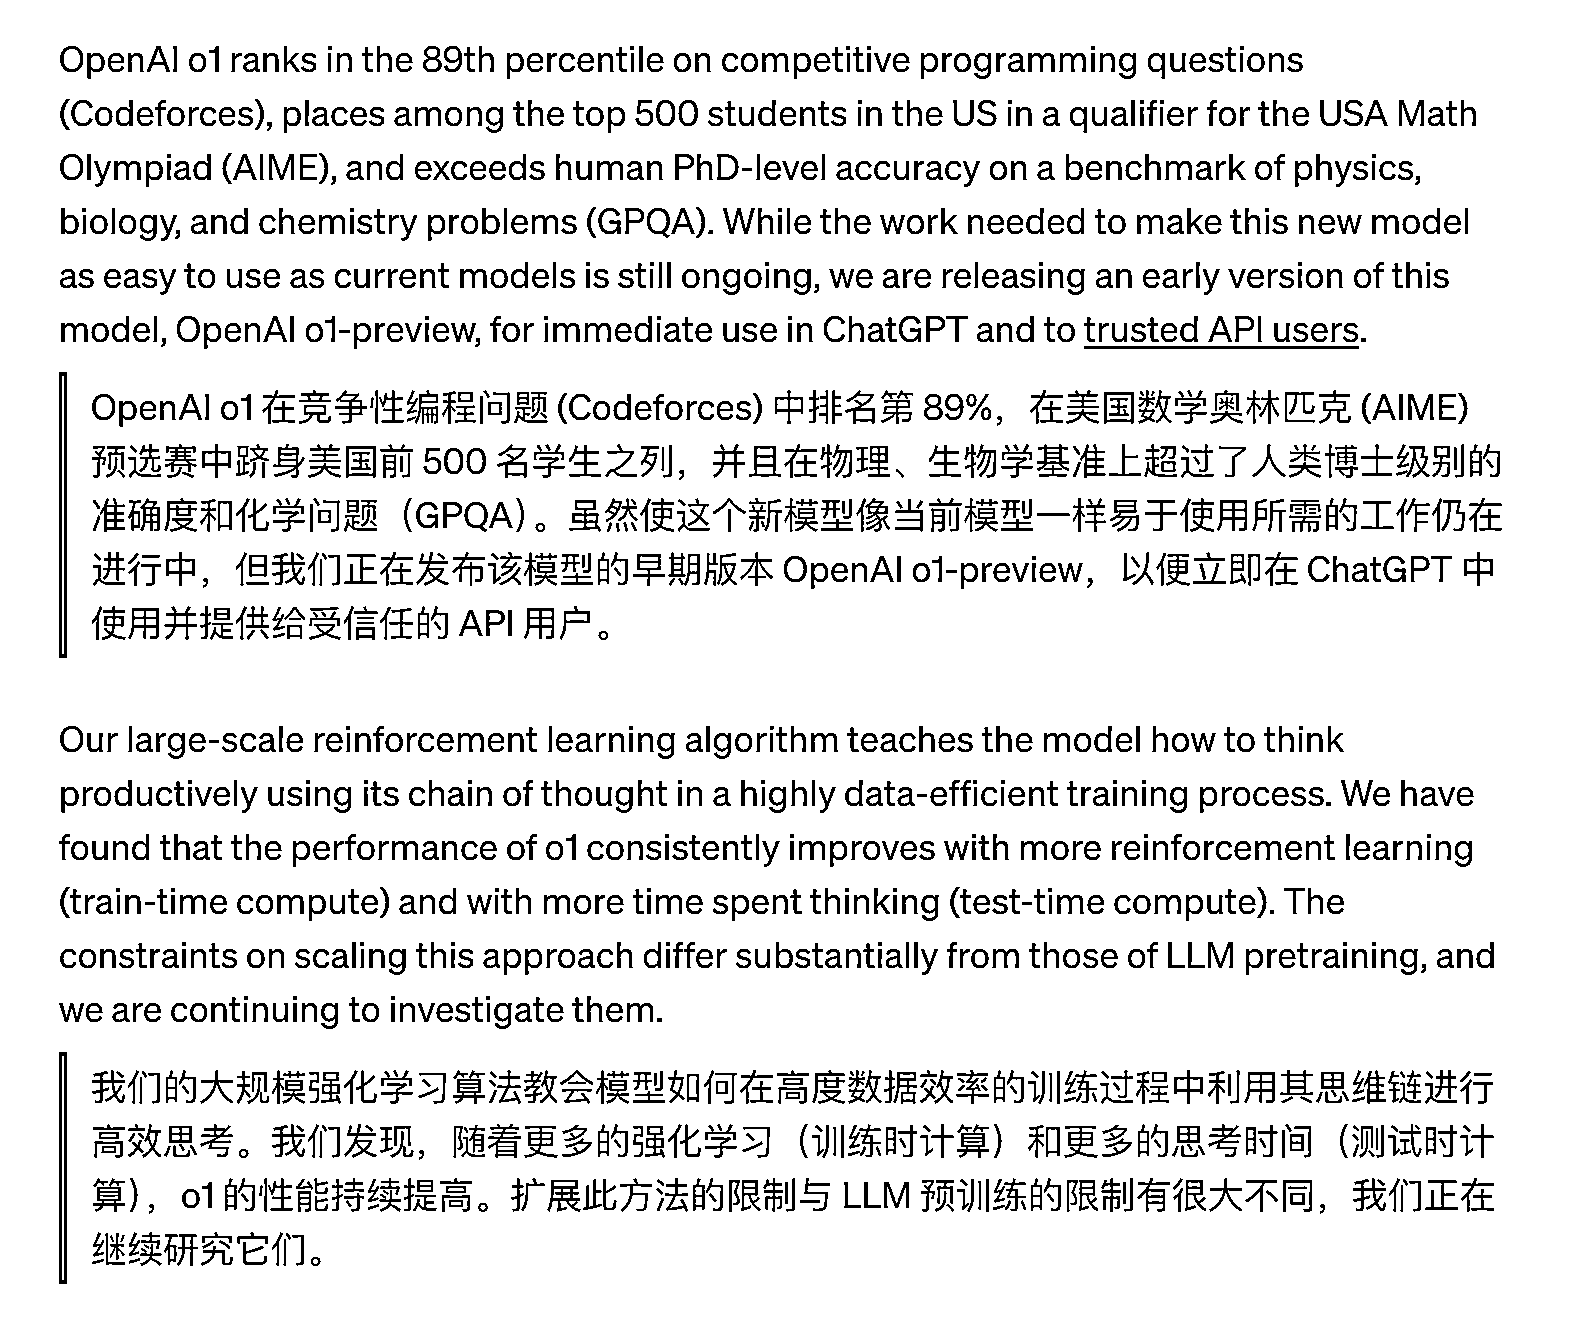 OpenAI o1 ranks in the 89th percentile on competitive programming questions
(Codeforces), places among the top 500 students in the US in a qualifier for the USA Math
Olympiad (AIME), and exceeds human PhD-level accuracy on a benchmark of physics,
biology, and chemistry problems (GPQA). While the work needed to make this new model
as easy to use as current models is still ongoing, we are releasing an early version of this
model, OpenAI o1-preview, for immediate use in ChatGPT and to trusted API users.
OpenAI o1 在竞争性编程问题 (Codeforces) 中排名第 89%，在美国数学奥林匹克 (AIME)
预选赛中跻身美国前 500 名学生之列，并且在物理、生物学基准上超过了人类博士级别的
准确度和化学问题（GPQA）。虽然使这个新模型像当前模型一样易于使用所需的工作仍在
进行中，但我们正在发布该模型的早期版本 OpenAI o1-preview，以便立即在 ChatGPT 中
使用并提供给受信任的 API 用户。
Our large-scale reinforcement learning algorithm teaches the model how to think
productively using its chain of thought in a highly data-efficient training process. We have
found that the performance of o1 consistently improves with more reinforcement learning
(train-time compute) and with more time spent thinking (test-time compute). The
constraints on scaling this approach differ substantially from those of LLM pretraining, and
we are continuing to investigate them.
我们的大规模强化学习算法教会模型如何在高度数据效率的训练过程中利用其思维链进行
高效思考。我们发现，随着更多的强化学习（训练时计算）和更多的思考时间（测试时计
算），o1 的性能持续提高。扩展此方法的限制与 LLM 预训练的限制有很大不同，我们正在
继续研究它们。